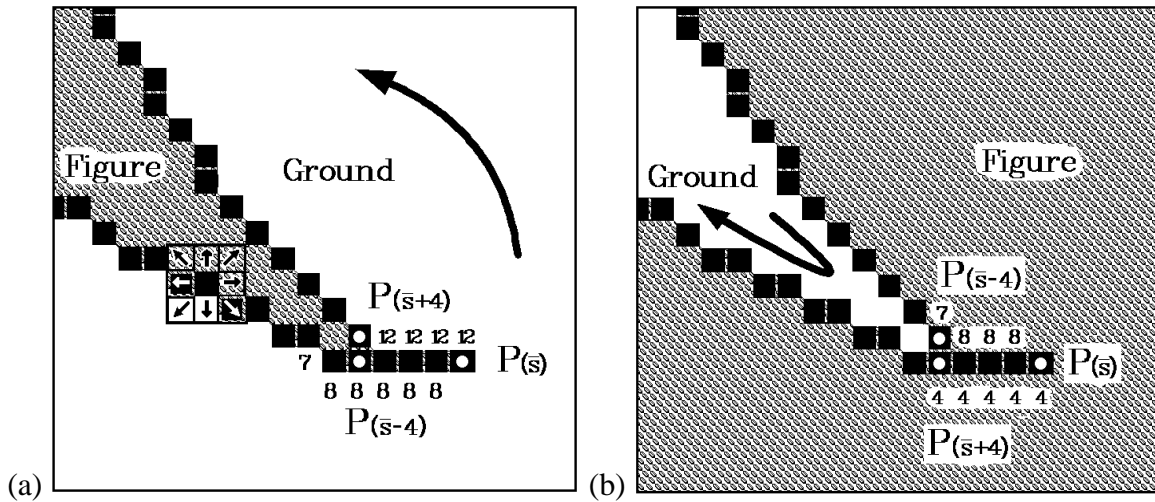 Figure
Ground
P(s̄+4)
12 12 12 12
7
P(s̄)
8 8 8 8 8
P(s̄-4)
(a)
Figure
Ground
P(s̄-4)
7
8 8 8
P(s̄)
4 4 4 4 4
P(s̄+4)
(b)